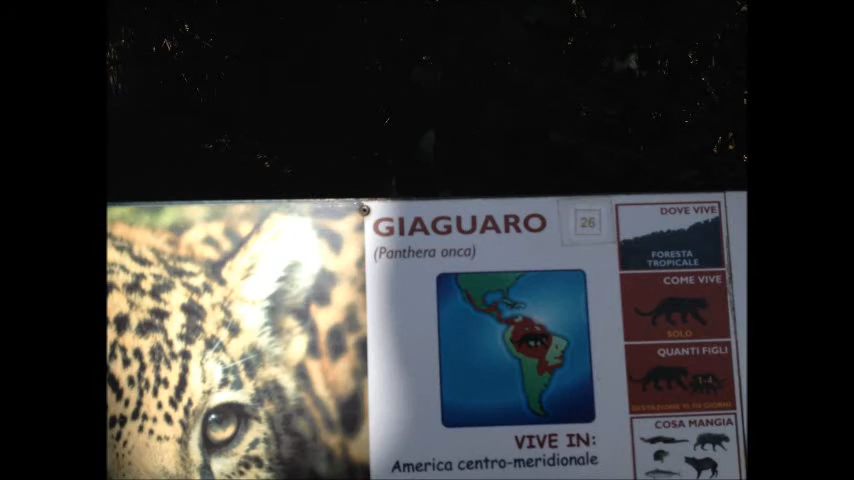 GIAGUARO
26
(Panthera onca)
VIVE IN:
America centro-meridionale
DOVE VIVE
FORESTA
TROPICALE
COME VIVE
SOLO
QUANTI FIGLI
1-4
COSA MANGIA